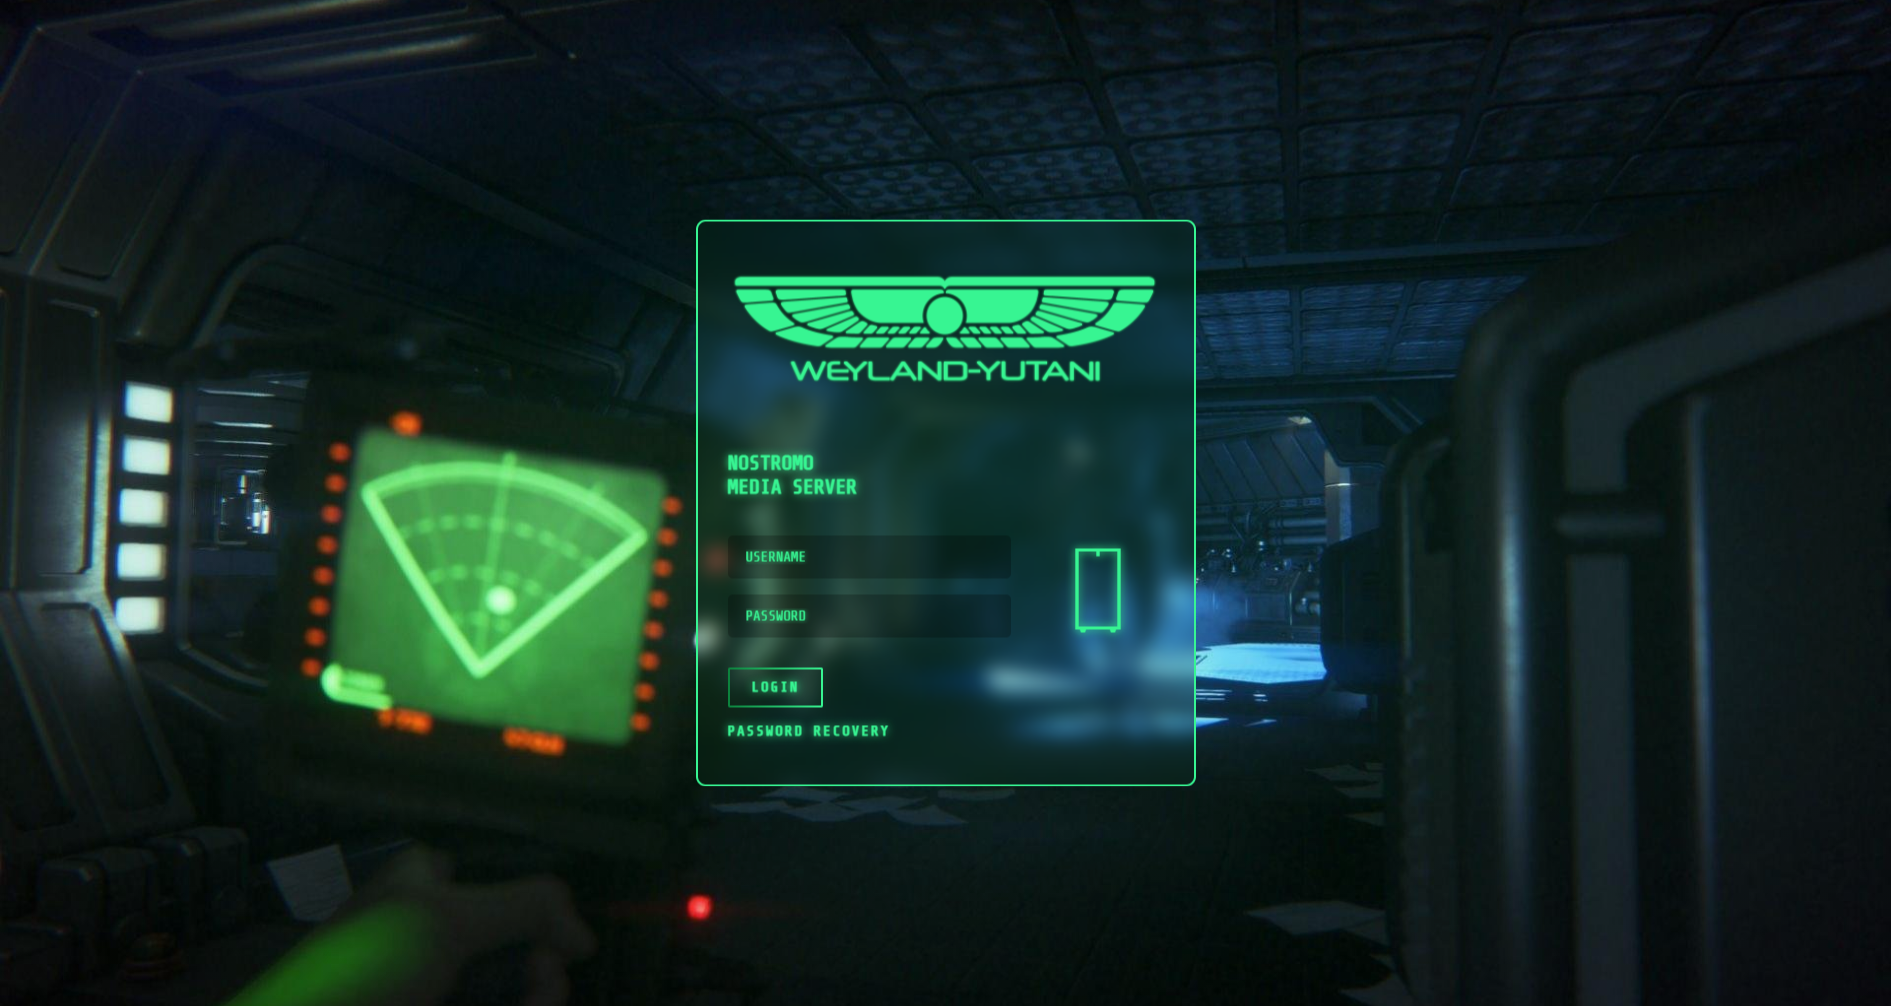 WEYLAND-YUTANI
NOSTROMO
MEDIA SERVER
USERNAME
PASSWORD
LOGIN
PASSWORD RECOVERY